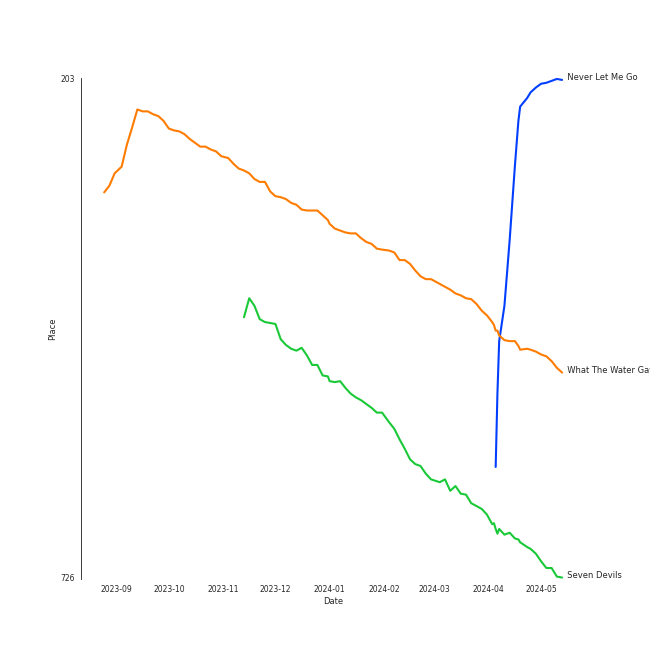 203
Never Let Me Go
Place
What The Water Ga
Seven Devils
726
2023-09 2023-10 2023-11 2023-12 2024-01 2024-02 2024-03 2024-04 2024-05
Date